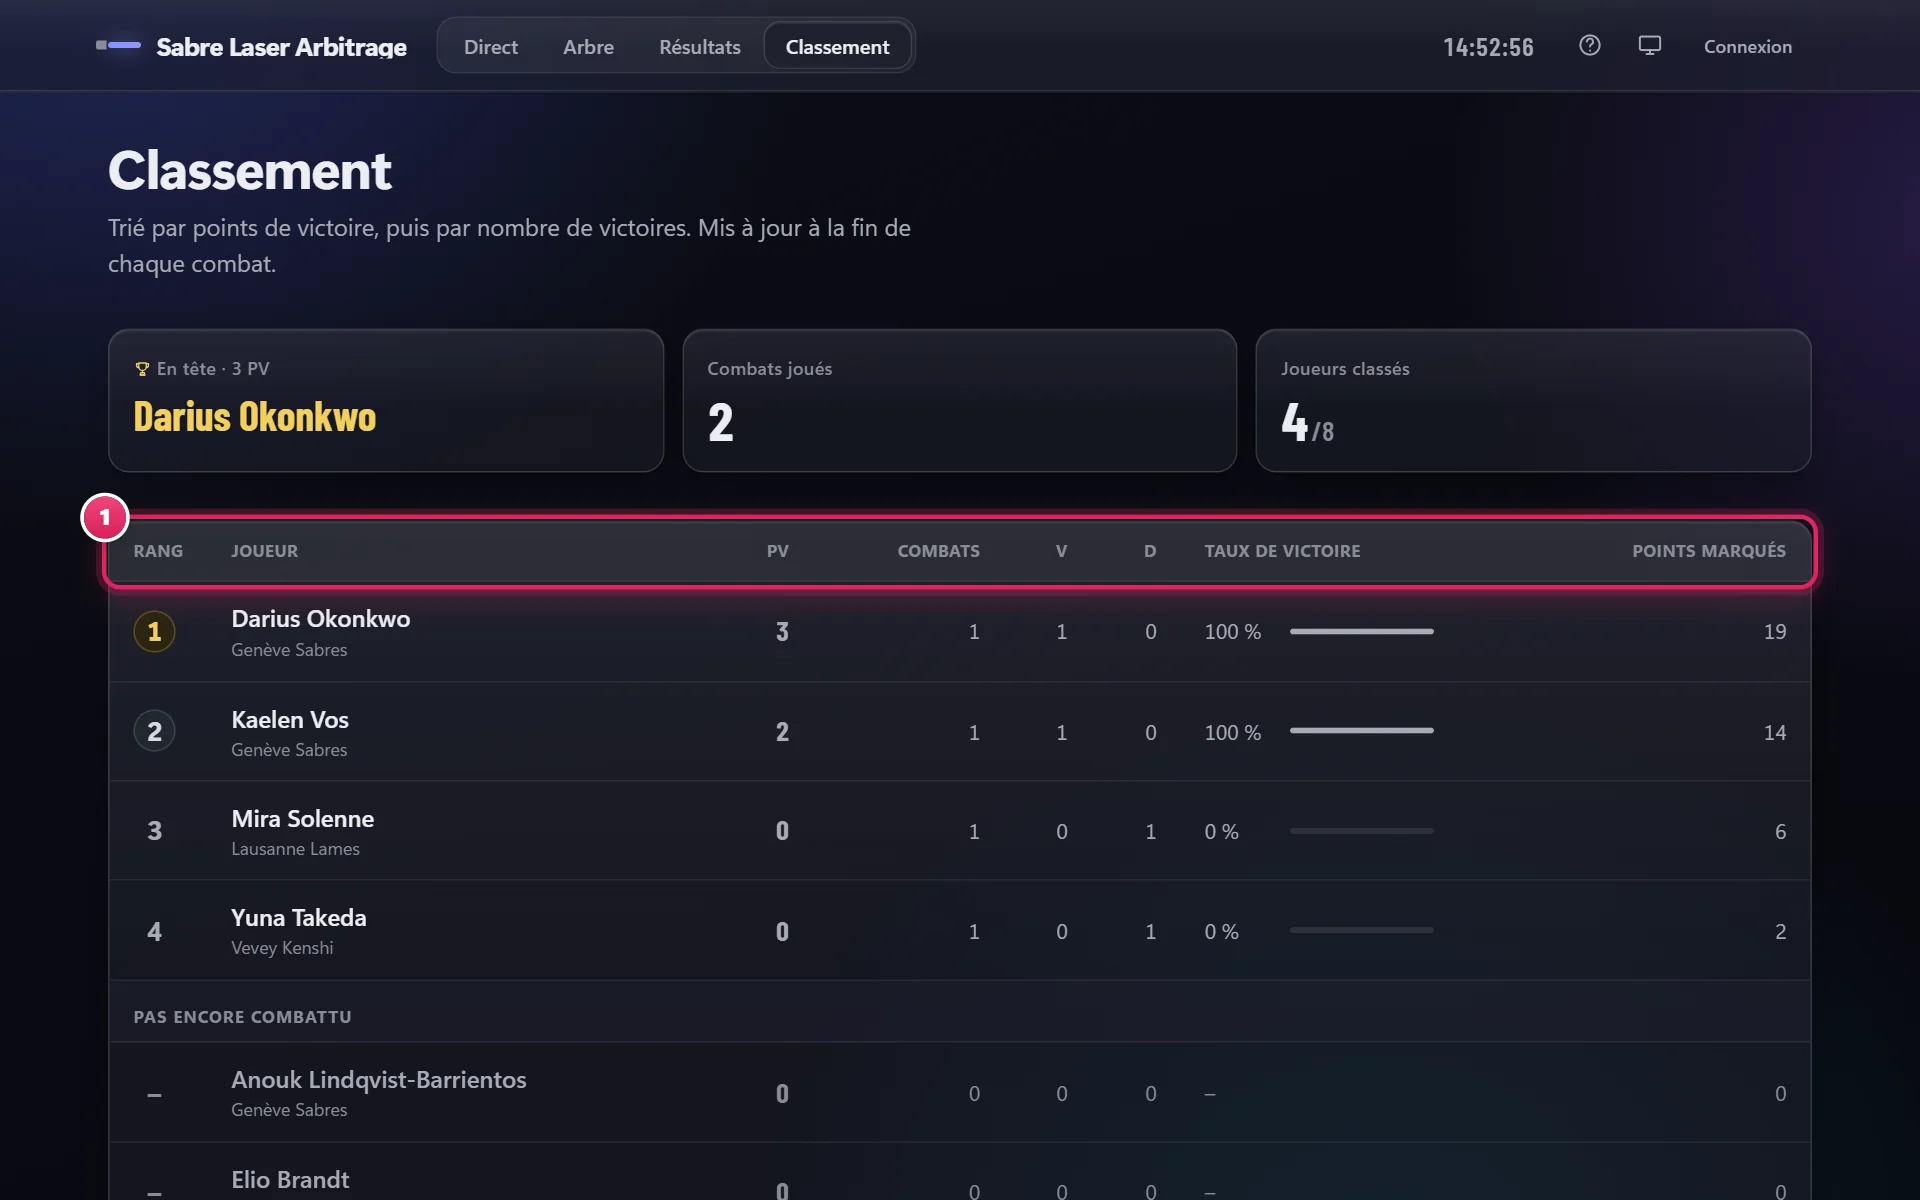 Sabre Laser Arbitrage
Direct
Arbre
Résultats
Classement
14:52:56
Connexion
Classement
Trié par points de victoire, puis par nombre de victoires. Mis à jour à la fin de
chaque combat.
En tête · 3 PV
Darius Okonkwo
Combats joués
2
Joueurs classés
4/8
1
RANG JOUEUR PV COMBATS V D TAUX DE VICTOIRE POINTS MARQUÉS
1 Darius Okonkwo 3 1 1 0 100 % 19
Genève Sabres
2 Kaelen Vos 2 1 1 0 100 % 14
Genève Sabres
3 Mira Solenne 0 1 0 1 0 % 6
Lausanne Lames
4 Yuna Takeda 0 1 0 1 0 % 2
Vevey Kenshi
PAS ENCORE COMBATTU
– Anouk Lindqvist-Barrientos 0 0 0 0 – 0
Genève Sabres
– Elio Brandt 0 0 0 0 – 0